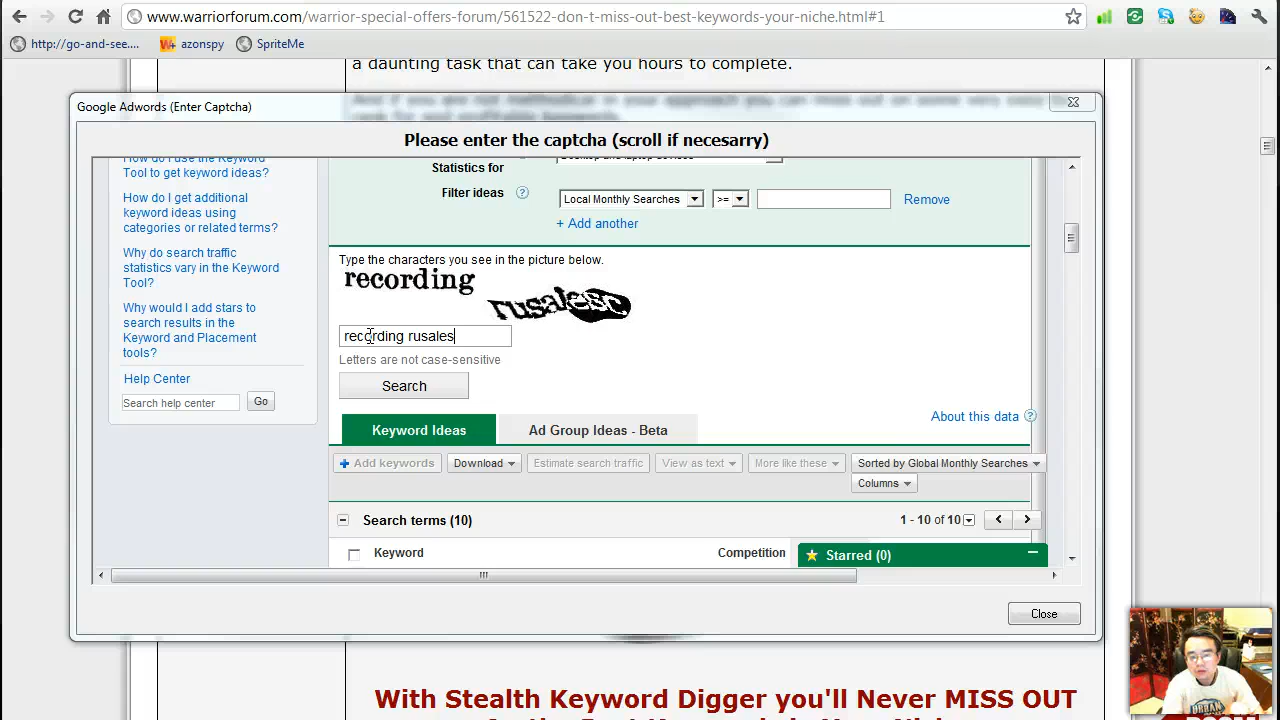 www.warriorforum.com/warrior-special-offers-forum/561522-don-t-miss-out-best-keywords-your-niche.html#1
http://go-and-see....
azonspy
SpriteMe
a daunting task that can take you hours to complete.
Google Adwords (Enter Captcha)
Please enter the captcha (scroll if necesarry)
How do I use the Keyword
Tool to get keyword ideas?
How do I get additional
keyword ideas using
categories or related terms?
Why do search traffic
statistics vary in the Keyword
Tool?
Why would I add stars to
search results in the
Keyword and Placement
tools?
Help Center
Search help center
Go
Statistics for
Desktop and laptop devices
Filter ideas
Local Monthly Searches
>=
Remove
+ Add another
Type the characters you see in the picture below.
recording
recording rusales
Letters are not case-sensitive
Search
About this data
Keyword Ideas
Ad Group Ideas - Beta
Add keywords
Download
Estimate search traffic
View as text
More like these
Sorted by Global Monthly Searches
Columns
Search terms (10)
1 - 10 of 10
Keyword
Competition
Starred (0)
Close
With Stealth Keyword Digger you'll Never MISS OUT